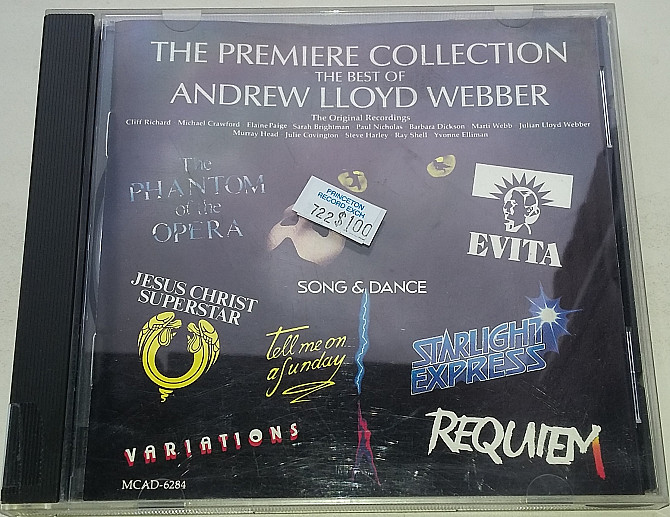 THE PREMIERE COLLECTION
THE BEST OF
ANDREW LLOYD WEBBER
The Original Recordings
Cliff Richard Michael Crawford Elaine Paige Sarah Brightman Paul Nicholas Barbara Dickson Marti Webb Julian Lloyd Webber
Murray Head Julie Covington Steve Harley Ray Shell Yvonne Elliman
The
PHANTOM
of the
OPERA
PRINCETON
RECORD EXCH
722 $1.00
EVITA
SONG & DANCE
JESUS CHRIST
SUPERSTAR
tell me on
a Sunday
STARLIGHT
EXPRESS
VARIATIONS
REQUIEM
MCAD-6284